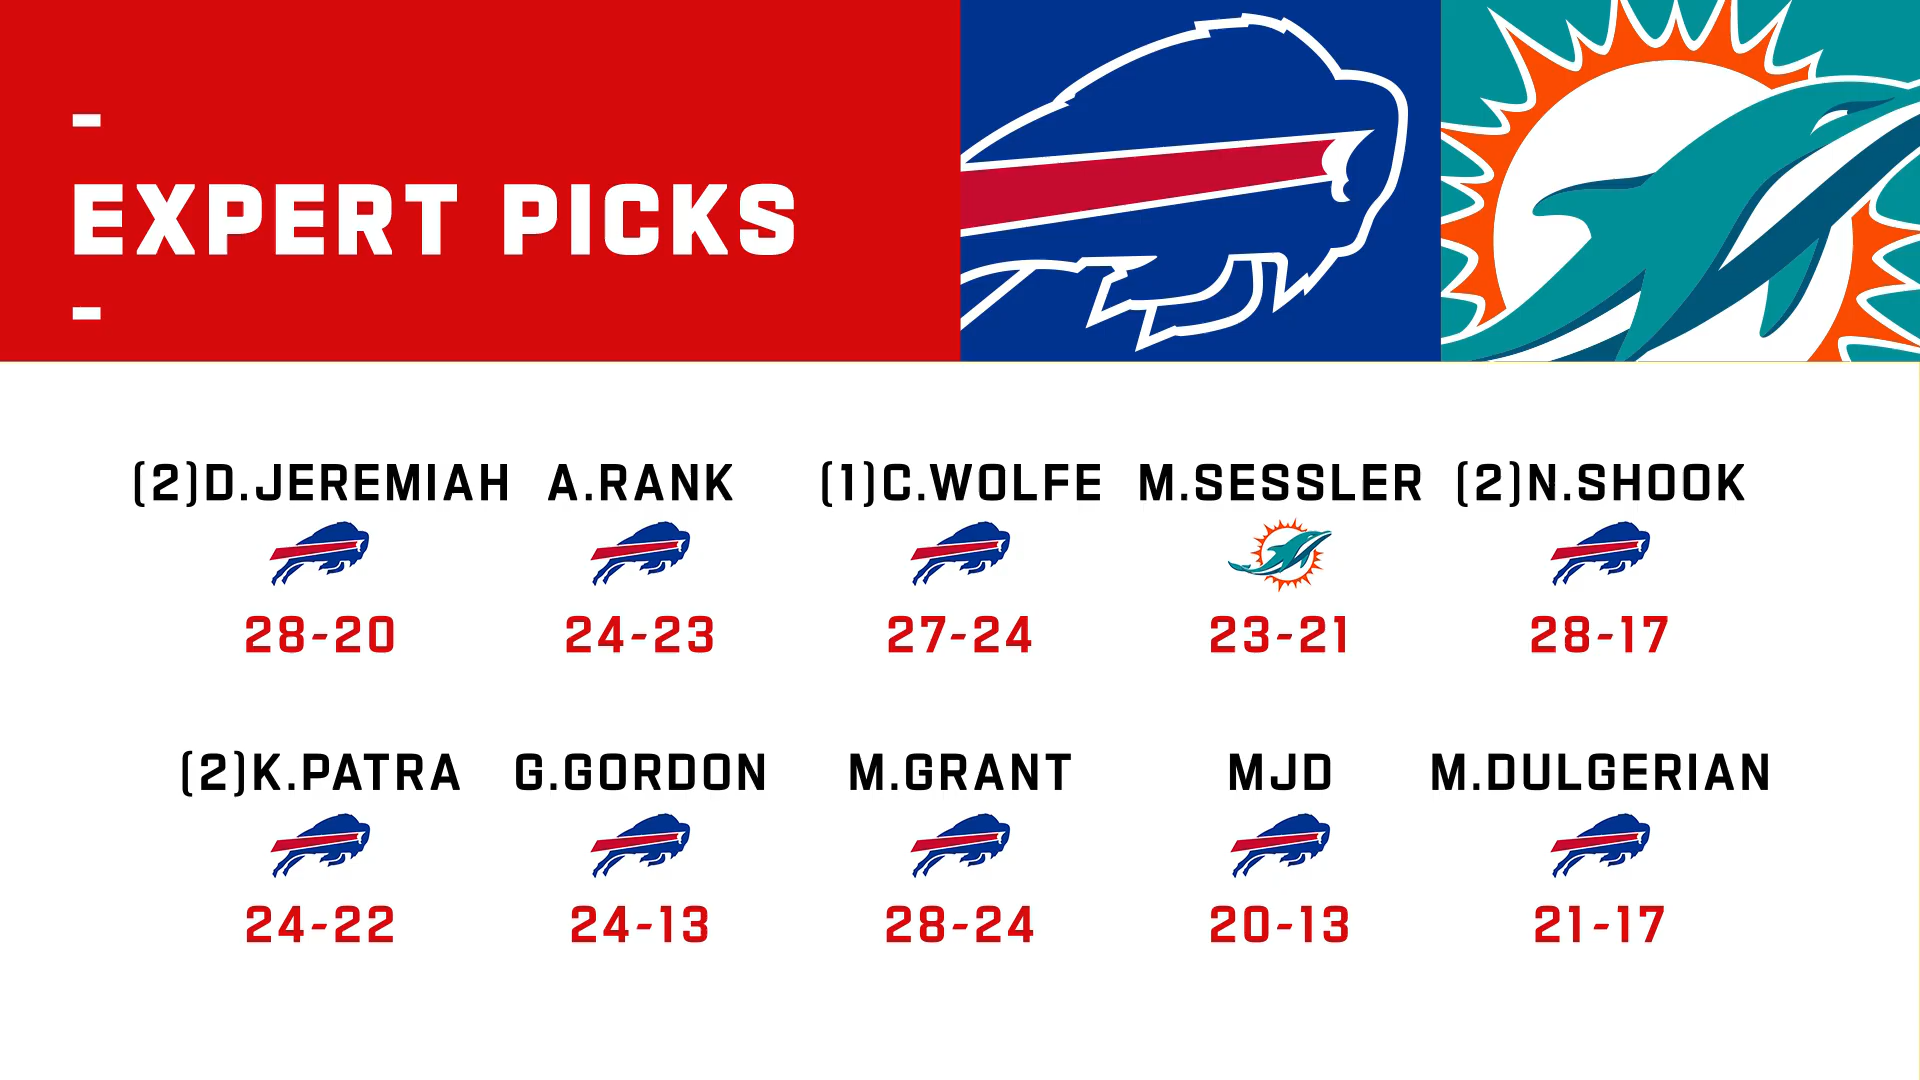 -
EXPERT PICKS
-
(2)D.JEREMIAH A.RANK (1)C.WOLFE M.SESSLER (2)N.SHOOK
28-20 24-23 27-24 23-21 28-17
(2)K.PATRA G.GORDON M.GRANT MJD M.DULGERIAN
24-22 24-13 28-24 20-13 21-17